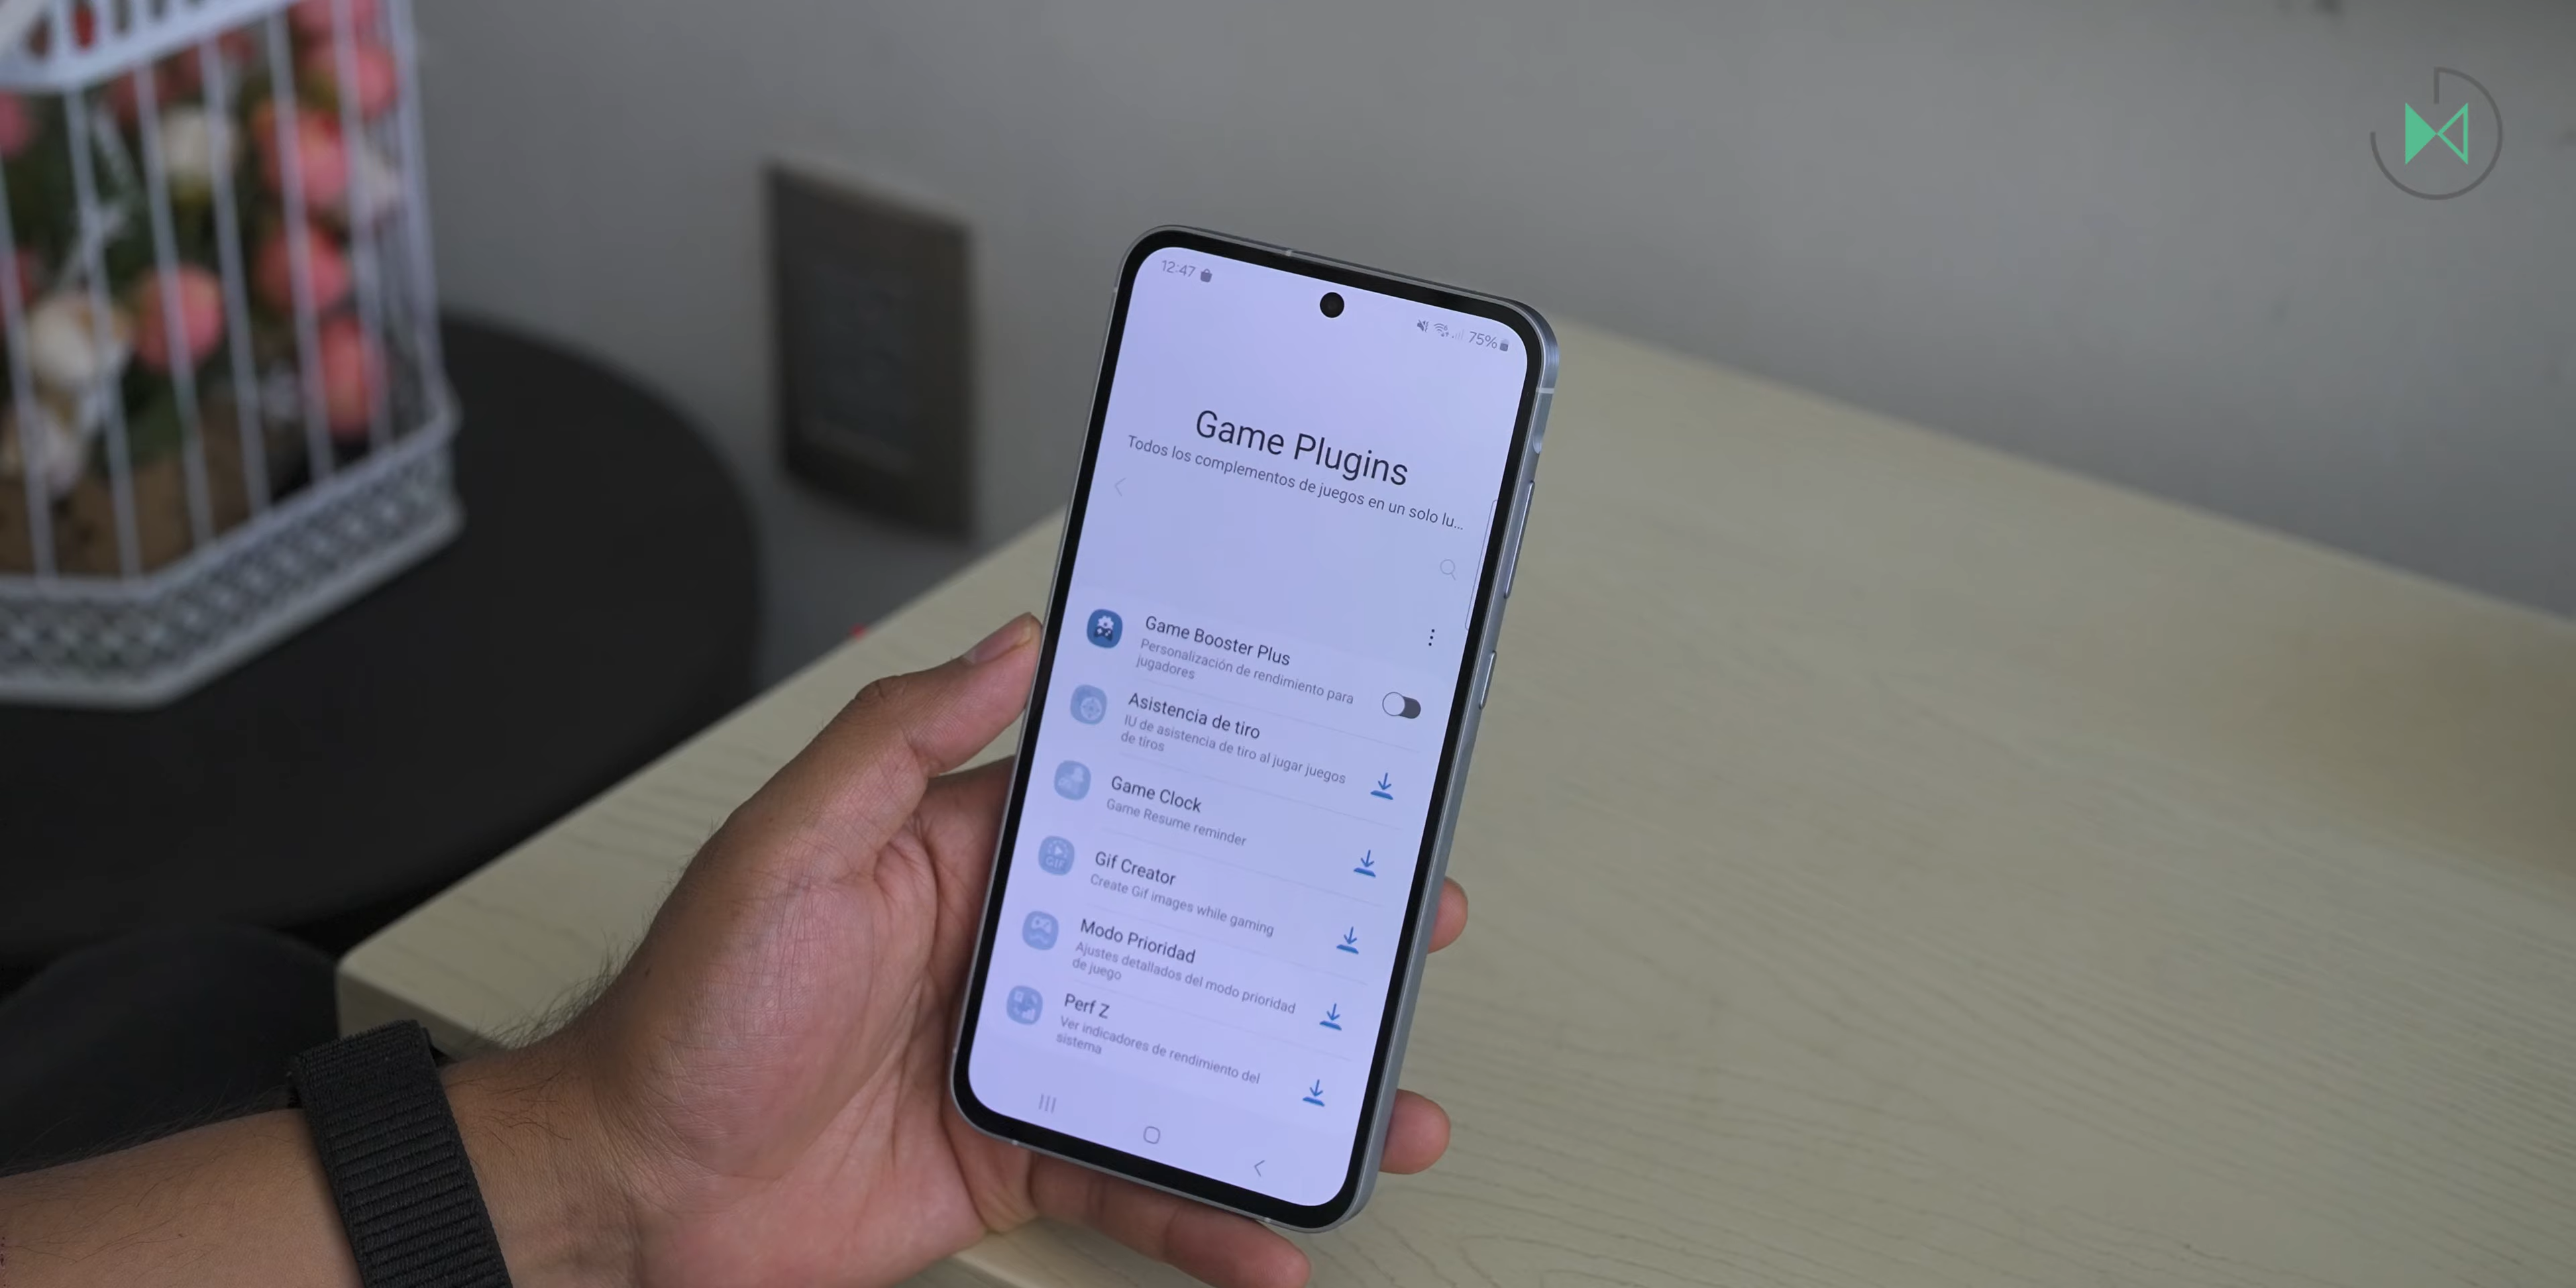 12:47
75%
Game Plugins
Todos los complementos de juegos en un solo lu...
Game Booster Plus
Personalización de rendimiento para
jugadores
Asistencia de tiro
IU de asistencia de tiro al jugar juegos
de tiros
Game Clock
Game Resume reminder
Gif Creator
Create Gif images while gaming
GIF
Modo Prioridad
Ajustes detallados del modo prioridad
de juego
Perf Z
Ver indicadores de rendimiento del
sistema